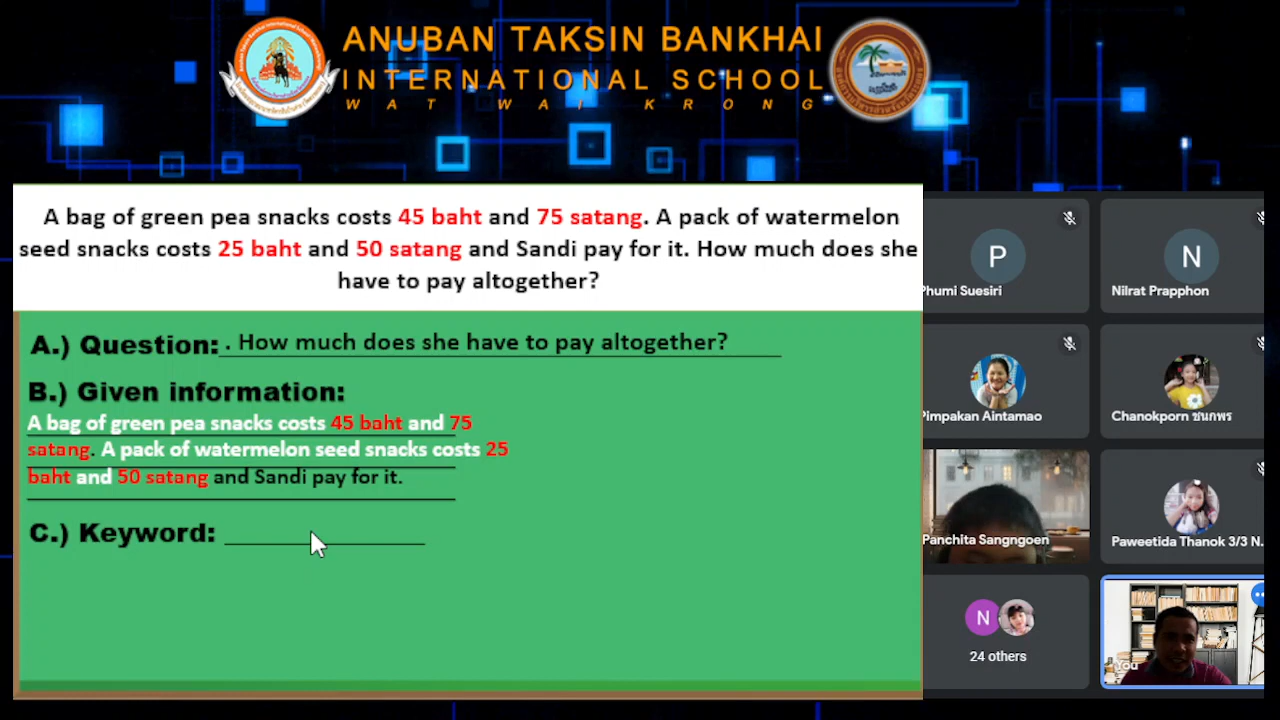 ANUBAN TAKSIN BANKHAI
INTERNATIONAL SCHOOL
WAT WAI KRONG
A bag of green pea snacks costs 45 baht and 75 satang. A pack of watermelon
seed snacks costs 25 baht and 50 satang and Sandi pay for it. How much does she
have to pay altogether?
A.) Question: . How much does she have to pay altogether?
B.) Given information:
A bag of green pea snacks costs 45 baht and 75
satang. A pack of watermelon seed snacks costs 25
baht and 50 satang and Sandi pay for it.
C.) Keyword:
P
Phumi Suesiri
N
Nilrat Prapphon
Pimpakan Aintamao
Chanokporn ชนกพร
Panchita Sangngoen
Paweetida Thanok 3/3 N.
N
24 others
You